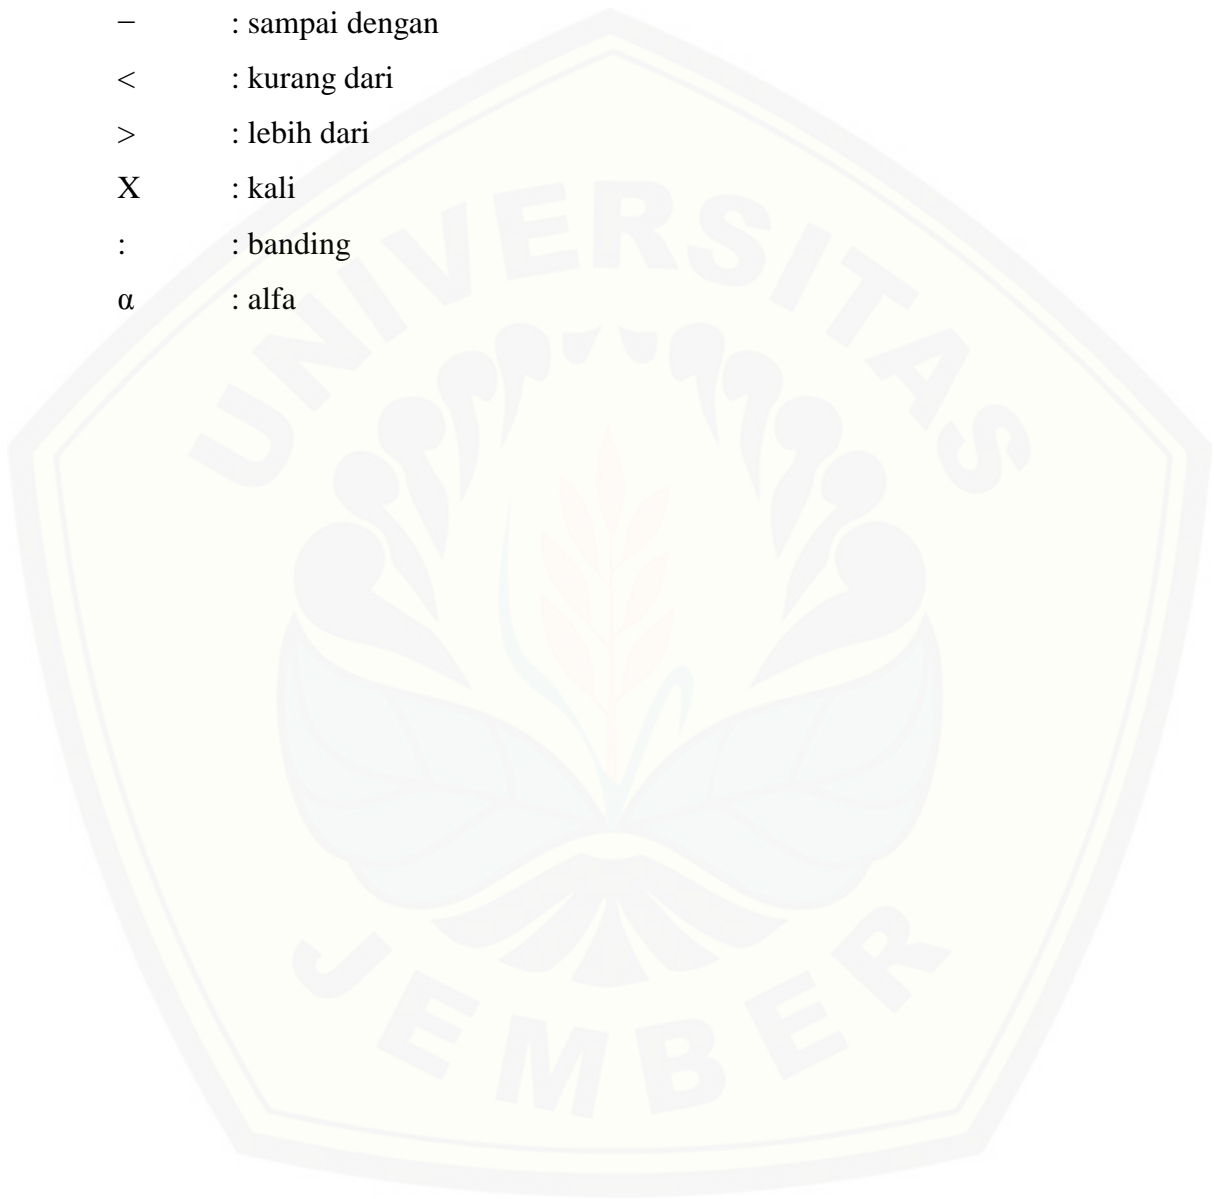 − : sampai dengan
< : kurang dari
> : lebih dari
X : kali
: : banding
α : alfa
UNIVERSITAS
JEMBER